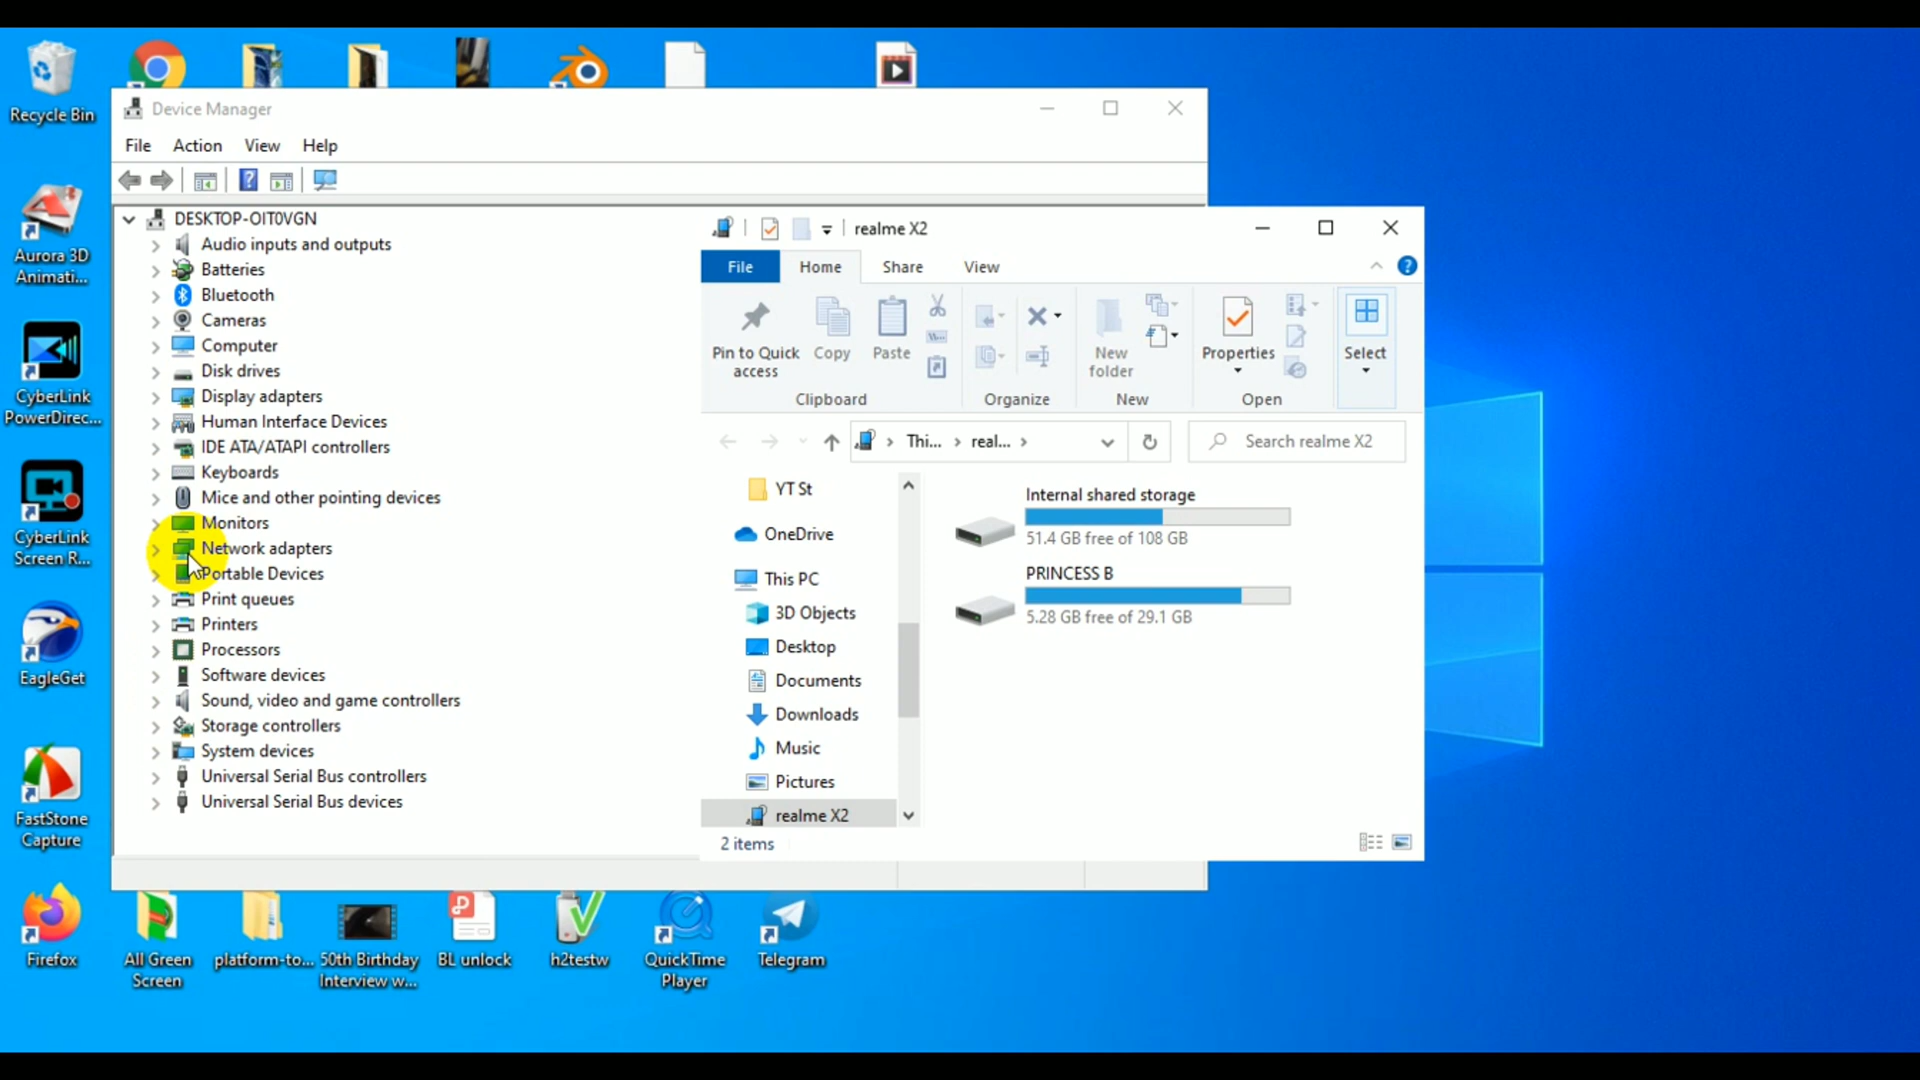 Recycle Bin
Aurora 3D
Animati...
CyberLink
PowerDirec...
CyberLink
Screen R...
EagleGet
FastStone
Capture
Firefox
Device Manager
File Action View Help
DESKTOP-OIT0VGN
Audio inputs and outputs
Batteries
Bluetooth
Cameras
Computer
Disk drives
Display adapters
Human Interface Devices
IDE ATA/ATAPI controllers
Keyboards
Mice and other pointing devices
Monitors
Network adapters
Portable Devices
Print queues
Printers
Processors
Software devices
Sound, video and game controllers
Storage controllers
System devices
Universal Serial Bus controllers
Universal Serial Bus devices
realme X2
File Home Share View
Pin to Quick
access
Copy
Paste
New
folder
Properties
Select
Clipboard Organize New Open
Thi... real...
Search realme X2
YT St
OneDrive
This PC
3D Objects
Desktop
Documents
Downloads
Music
Pictures
realme X2
Internal shared storage
51.4 GB free of 108 GB
PRINCESS B
5.28 GB free of 29.1 GB
2 items
All Green
Screen
platform-to...
50th Birthday
Interview w...
BL unlock
h2testw
QuickTime
Player
Telegram